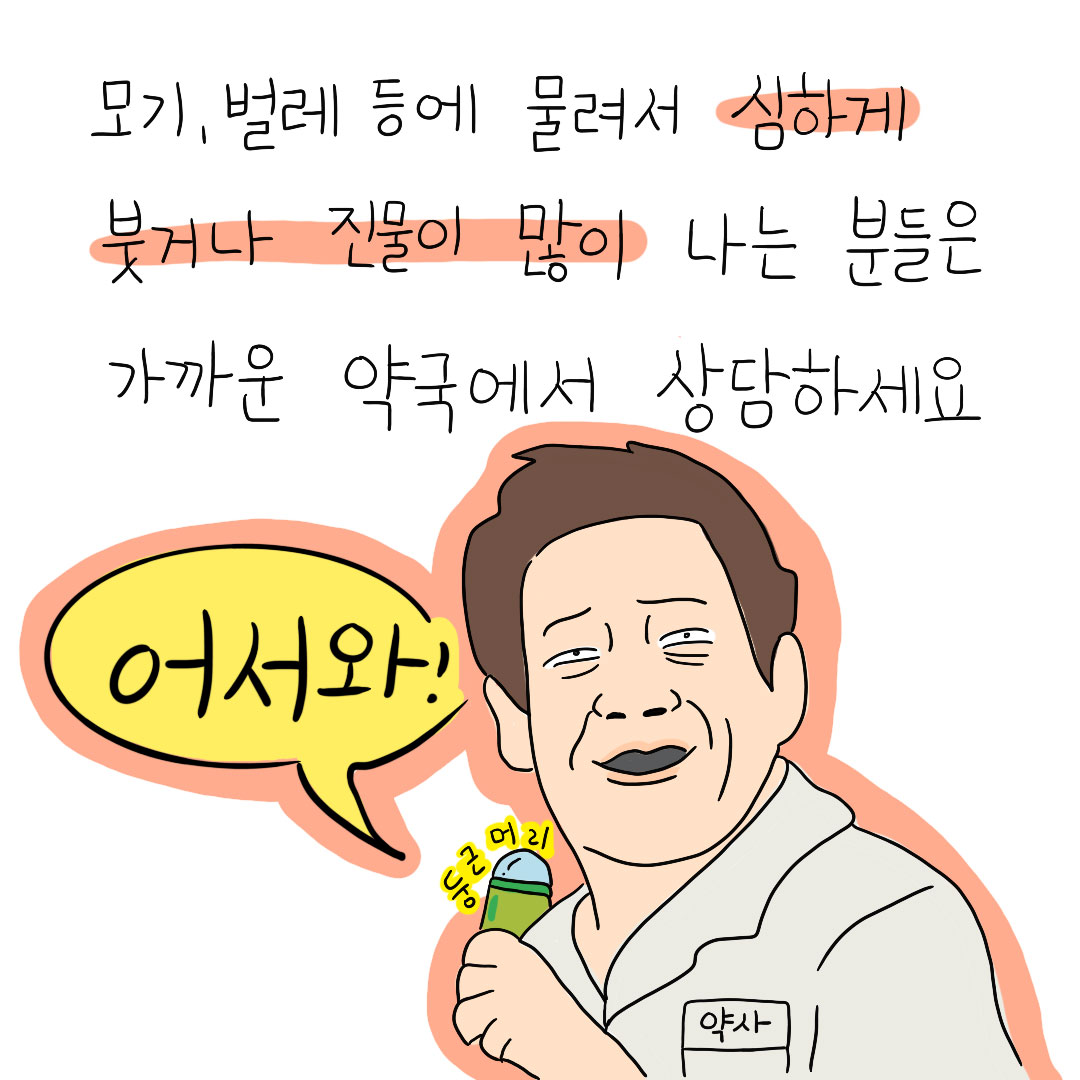 모기, 벌레 등에 물려서 심하게
붓거나 진물이 많이 나는 분들은
가까운 약국에서 상담하세요
어서와!
둥근머리
약사